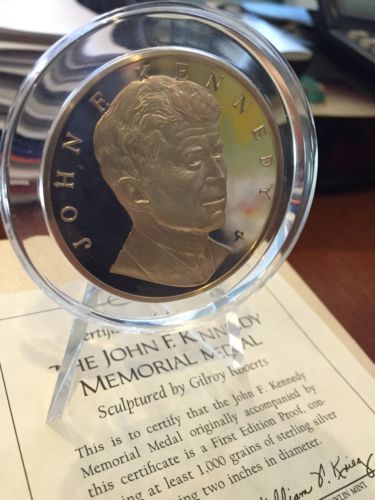 JOHN F. KENNEDY
THE JOHN F. KENNEDY
MEMORIAL MEDAL
Sculptured by Gilroy Roberts
This is to certify that the John F. Kennedy
Memorial Medal originally accompanied by
this certificate is a First Edition Proof, con-
ing at least 1,000 grains of sterling silver
ing two inches in diameter.